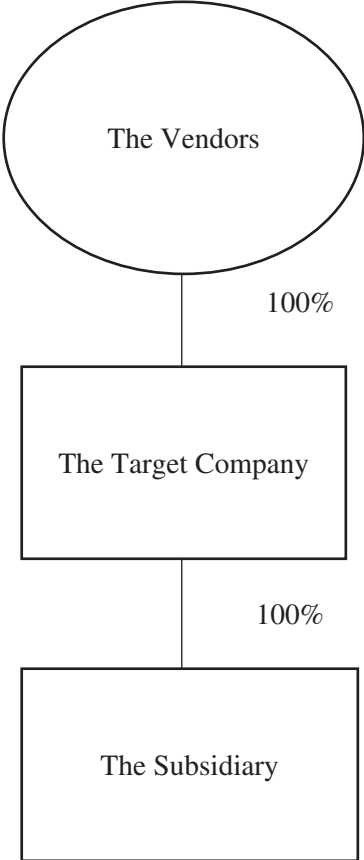 The Vendors
100%
The Target Company
100%
The Subsidiary